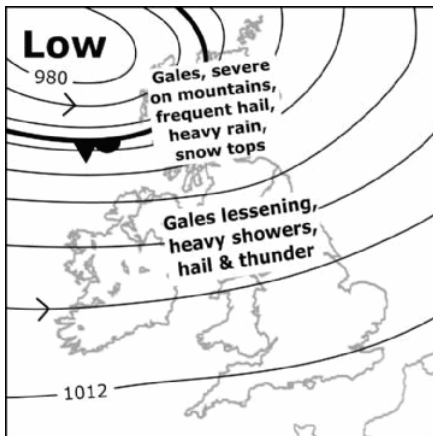 Low
980
Gales, severe
on mountains,
frequent hail,
heavy rain,
snow tops
Gales lessening,
heavy showers,
hail & thunder
1012